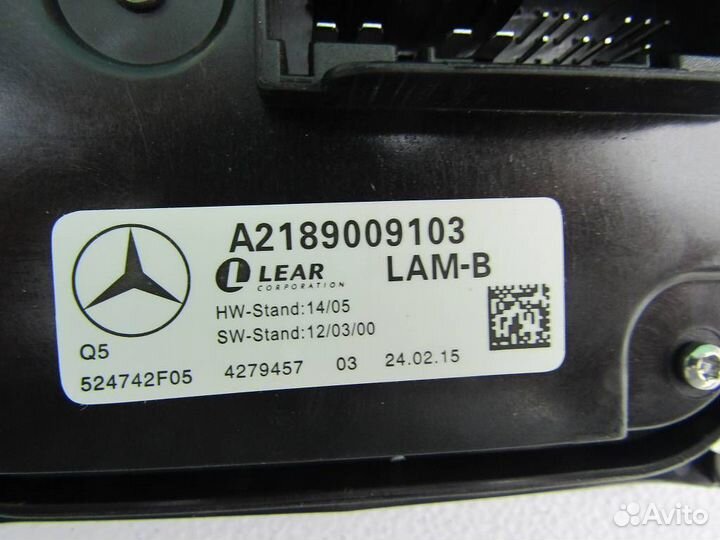 A2189009103
LEAR LAM-B
CORPORATION
HW-Stand:14/05
SW-Stand:12/03/00
Q5
524742F05 4279457 03 24.02.15
Avito